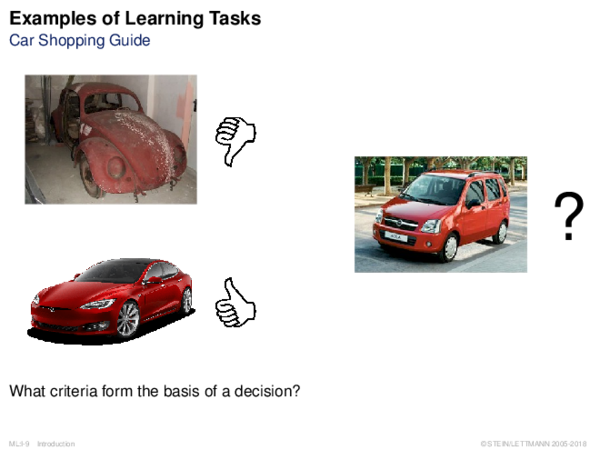 Examples of Learning Tasks
Car Shopping Guide
?
What criteria form the basis of a decision?
ML:I-9 Introduction
© STEIN/LETTMANN 2005-2018